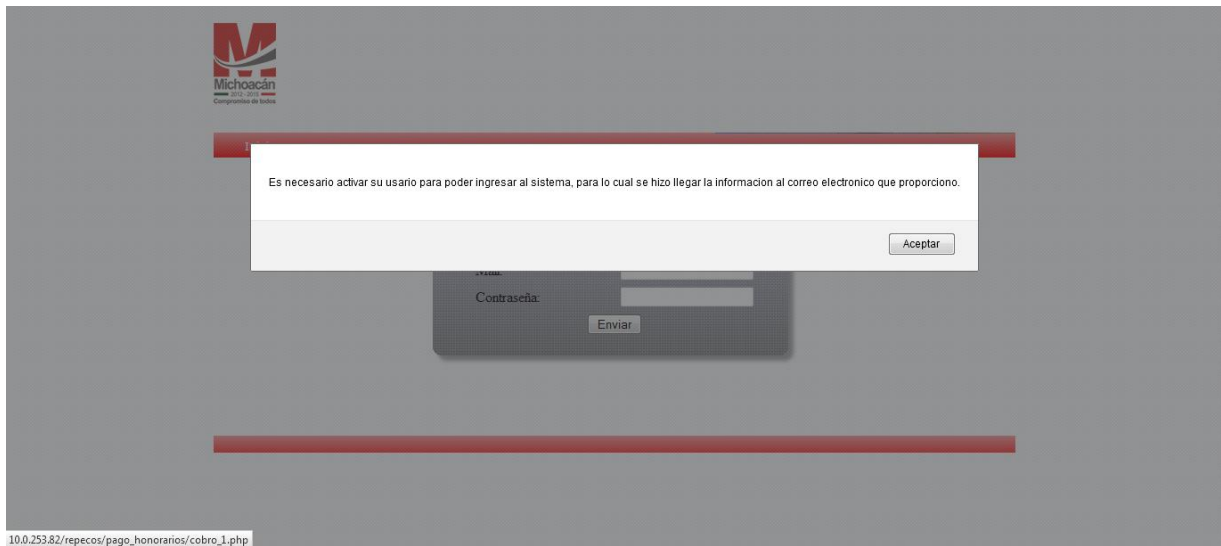 Michoacán
2012 - 2015
Compromiso de todos
Es necesario activar su usario para poder ingresar al sistema, para lo cual se hizo llegar la informacion al correo electronico que proporciono.
Aceptar
Contraseña:
Enviar
10.0.253.82/repecos/pago_honorarios/cobro_1.php